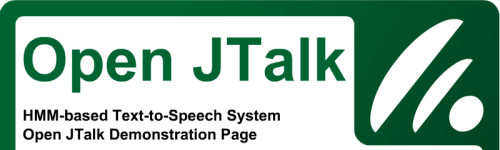 Open JTalk
HMM-based Text-to-Speech System
Open JTalk Demonstration Page